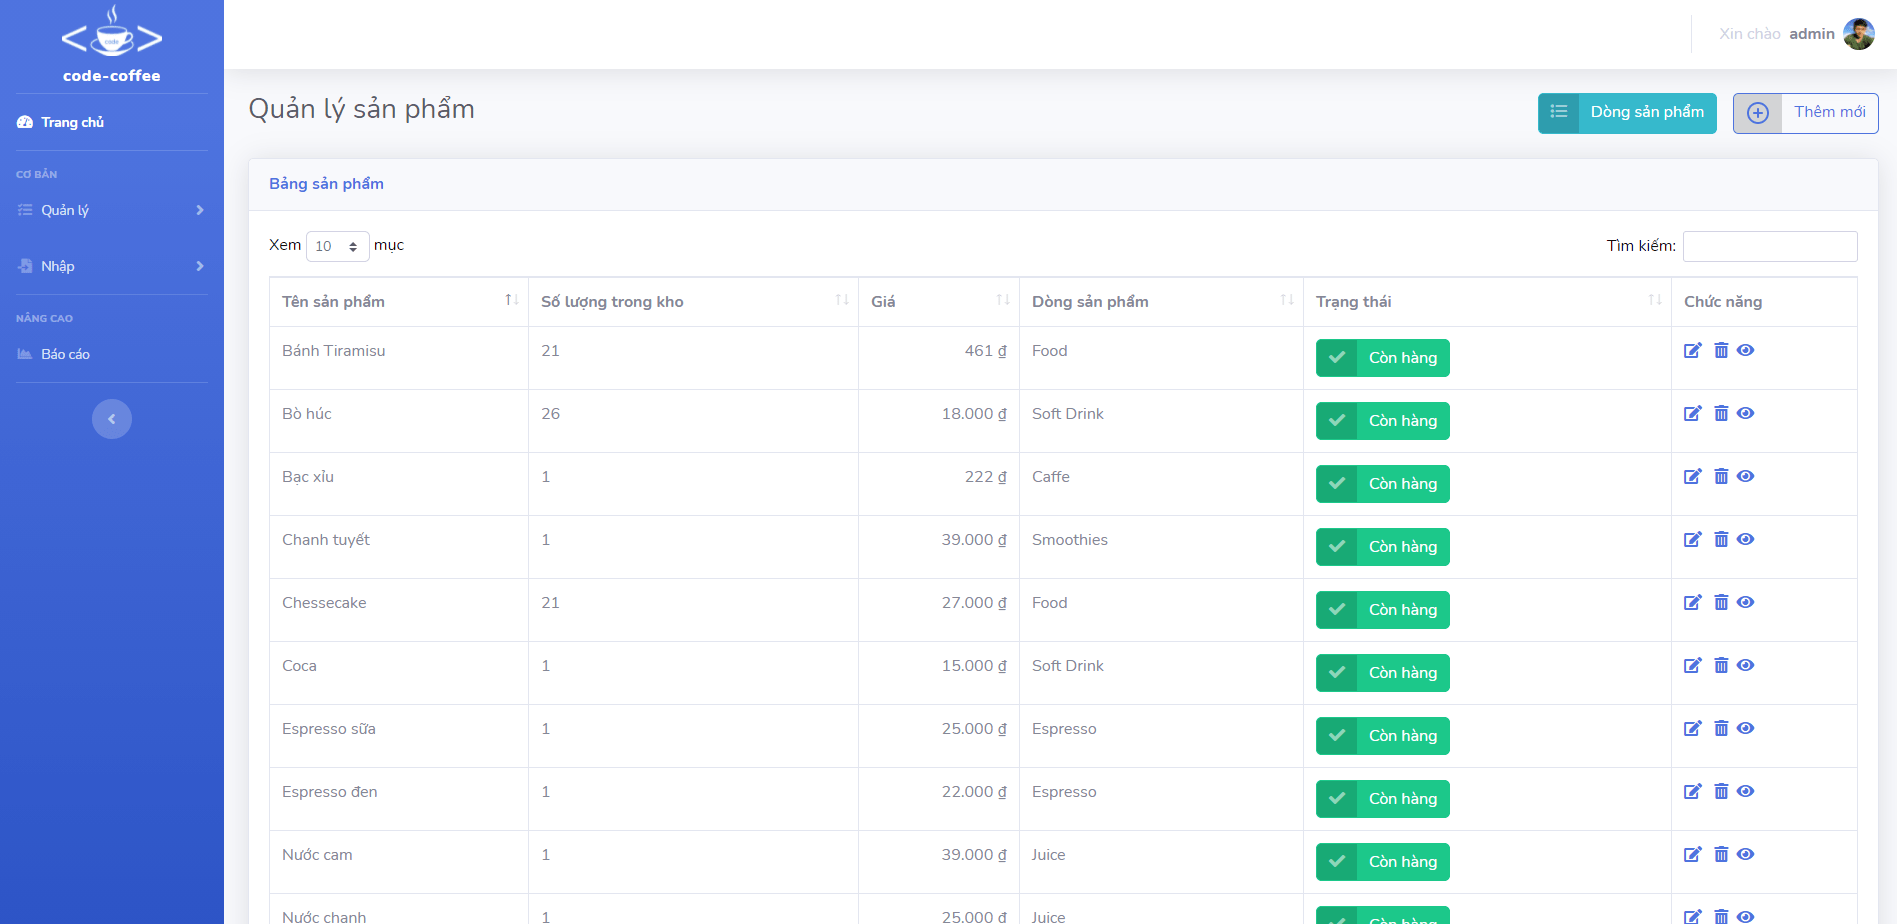 code
code-coffee
Xin chào admin
Trang chủ
CƠ BẢN
Quản lý
Nhập
NÂNG CAO
Báo cáo
Quản lý sản phẩm
Dòng sản phẩm
Thêm mới
Bảng sản phẩm
Xem 10 mục
Tìm kiếm:
Tên sản phẩm Số lượng trong kho Giá Dòng sản phẩm Trạng thái Chức năng
Bánh Tiramisu 21 461 ₫ Food Còn hàng
Bò húc 26 18.000 ₫ Soft Drink Còn hàng
Bạc xỉu 1 222 ₫ Caffe Còn hàng
Chanh tuyết 1 39.000 ₫ Smoothies Còn hàng
Chessecake 21 27.000 ₫ Food Còn hàng
Coca 1 15.000 ₫ Soft Drink Còn hàng
Espresso sữa 1 25.000 ₫ Espresso Còn hàng
Espresso đen 1 22.000 ₫ Espresso Còn hàng
Nước cam 1 39.000 ₫ Juice Còn hàng
Nước chanh 1 25.000 ₫ Juice Còn hàng